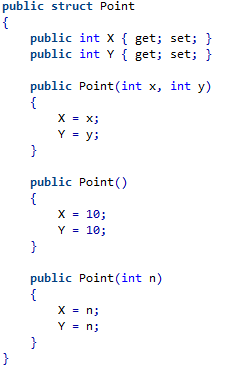 public struct Point
{
    public int X { get; set; }
    public int Y { get; set; }

    public Point(int x, int y)
    {
        X = x;
        Y = y;
    }

    public Point()
    {
        X = 10;
        Y = 10;
    }

    public Point(int n)
    {
        X = n;
        Y = n;
    }
}